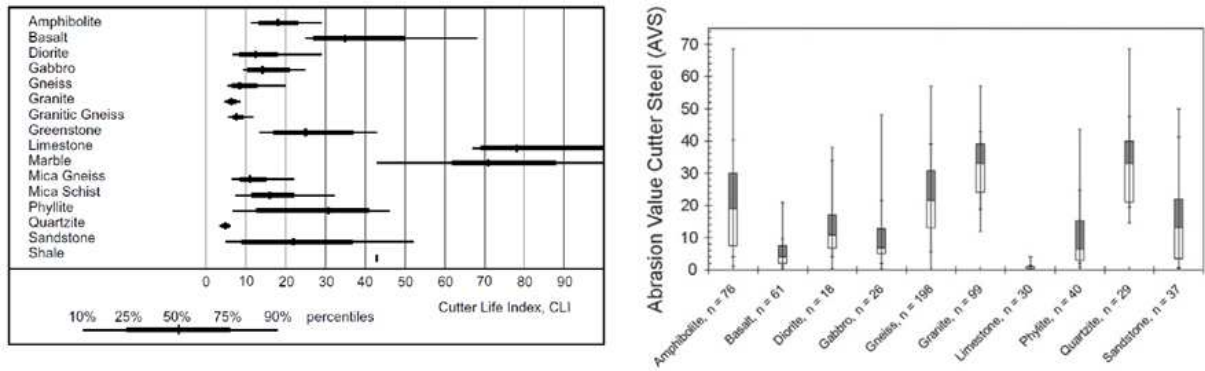 Amphibolite
Basalt
Diorite
Gabbro
Gneiss
Granite
Granitic Gneiss
Greenstone
Limestone
Marble
Mica Gneiss
Mica Schist
Phyllite
Quartzite
Sandstone
Shale
0 10 20 30 40 50 60 70 80 90
Cutter Life Index, CLI
10% 25% 50% 75% 90% percentiles
Abrasion Value Cutter Steel (AVS)
70
60
50
40
30
20
10
0
Amphibolite, n = 76
Basalt, n = 61
Diorite, n = 18
Gabbro, n = 26
Gneiss, n = 198
Granite, n = 99
Limestone, n = 30
Phyllite, n = 40
Quartzite, n = 29
Sandstone, n = 37